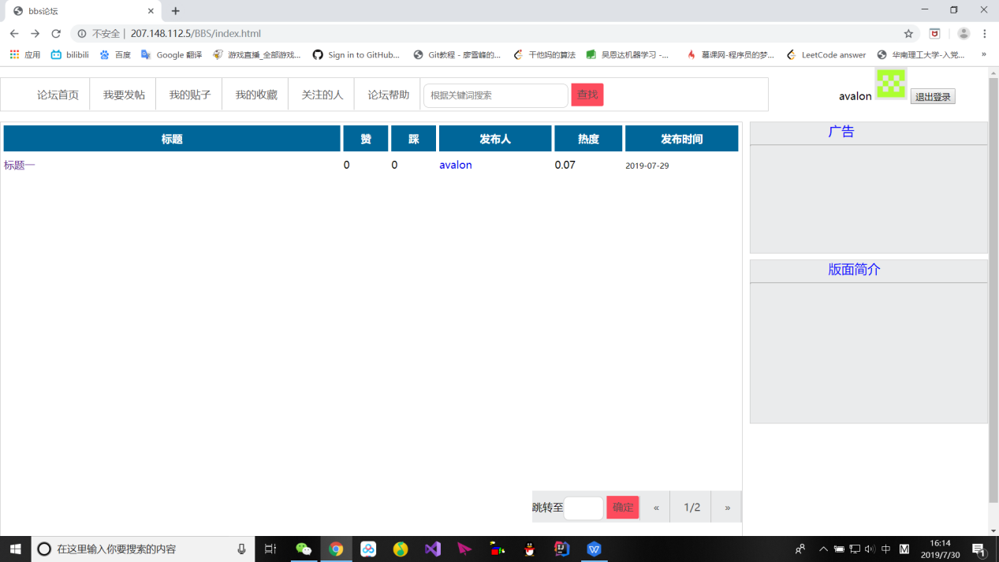 bbs论坛
不安全 | 207.148.112.5/BBS/index.html
应用 bilibili 百度 Google 翻译 游戏直播_全部游戏... Sign in to GitHub... Git教程 - 廖雪峰的... 干他妈的算法 吴恩达机器学习 -... 慕课网-程序员的梦... LeetCode answer 华南理工大学-入党... »
论坛首页 我要发帖 我的贴子 我的收藏 关注的人 论坛帮助 根据关键词搜索 查找 avalon 退出登录
标题 赞 踩 发布人 热度 发布时间
标题一 0 0 avalon 0.07 2019-07-29
广告
版面简介
跳转至 确定 « 1/2 »
在这里输入你要搜索的内容 中 M 16:14
2019/7/30 1